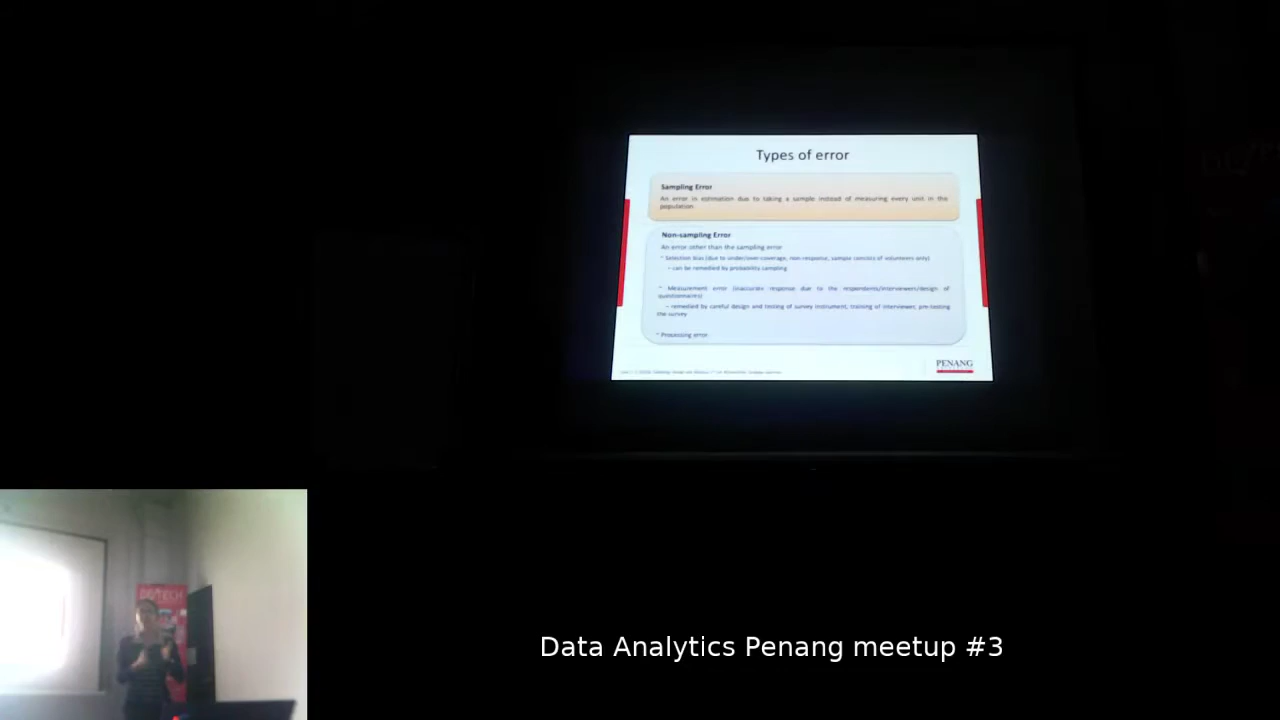 Types of error
Sampling Error
An error in estimation due to taking a sample instead of measuring every unit in the
population
Non-sampling Error
An error other than the sampling error
* Selection bias (due to under/over-coverage, non-response, sample consists of volunteers only)
– can be remedied by probability sampling
* Measurement error (inaccurate response due to the respondents/interviewers/design of
questionnaires)
– remedied by careful design and testing of survey instrument, training of interviewer, pre-testing
the survey
* Processing error
PENANG
TECH
Data Analytics Penang meetup #3